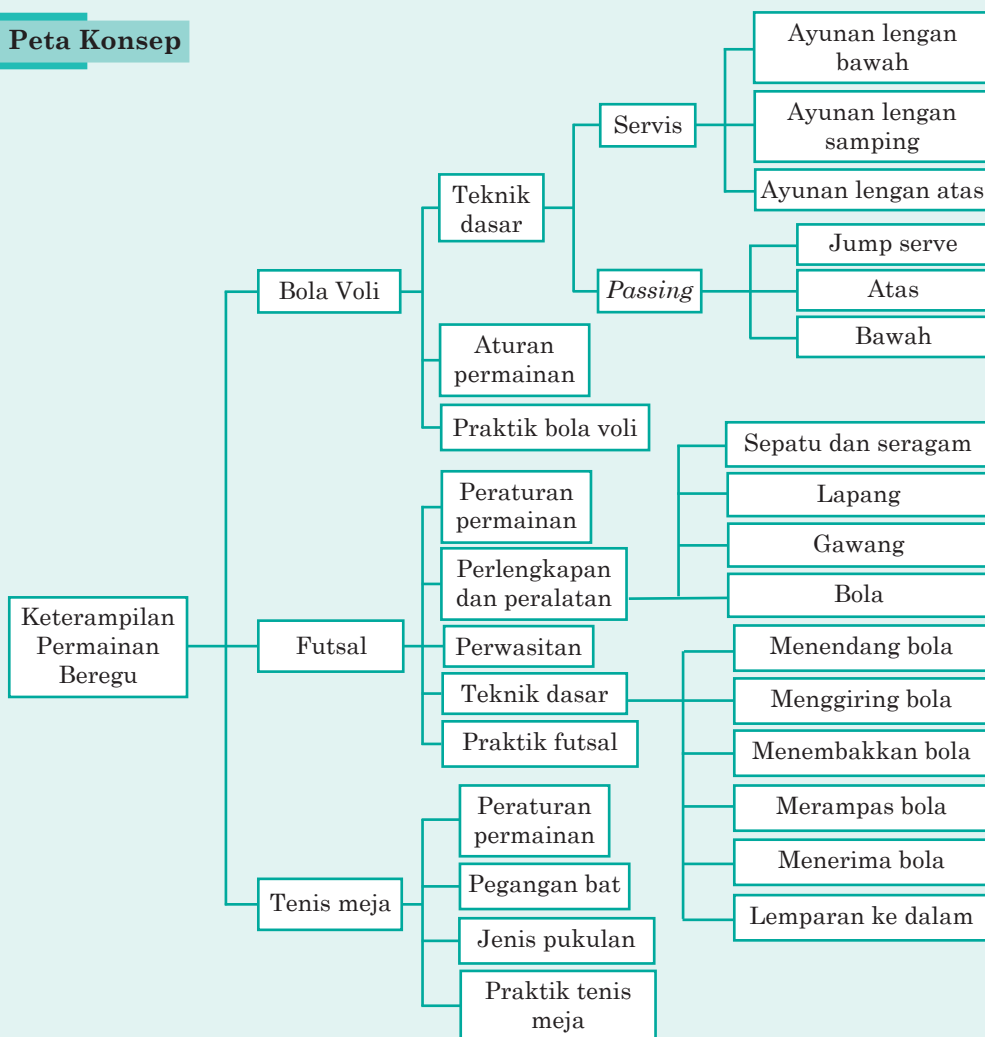 Peta Konsep
Keterampilan
Permainan
Beregu
Bola Voli
Teknik
dasar
Servis
Ayunan lengan
bawah
Ayunan lengan
samping
Ayunan lengan atas
Passing
Jump serve
Atas
Bawah
Aturan
permainan
Praktik bola voli
Futsal
Peraturan
permainan
Perlengkapan
dan peralatan
Sepatu dan seragam
Lapang
Gawang
Bola
Perwasitan
Teknik dasar
Menendang bola
Menggiring bola
Menembakkan bola
Merampas bola
Menerima bola
Lemparan ke dalam
Praktik futsal
Tenis meja
Peraturan
permainan
Pegangan bat
Jenis pukulan
Praktik tenis
meja